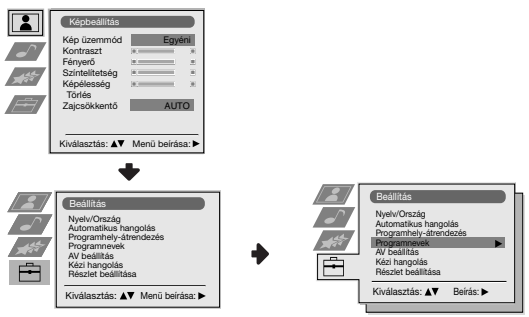 Képbeállítás
Kép üzemmód Egyéni
Kontraszt
Fényerő
Színtelítetség
Képélesség
Törlés
Zajcsökkentő AUTO
Kiválasztás: ▲▼ Menü beírása: ▶
Beállítás
Nyelv/Ország
Automatikus hangolás
Programhely-átrendezés
Programnevek
AV beállítás
Kézi hangolás
Részlet beállítása
Kiválasztás: ▲▼ Menü beírása: ▶
Beállítás
Nyelv/Ország
Automatikus hangolás
Programhely-átrendezés
Programnevek ▶
AV beállítás
Kézi hangolás
Részlet beállítása
Kiválasztás: ▲▼ Beírás: ▶